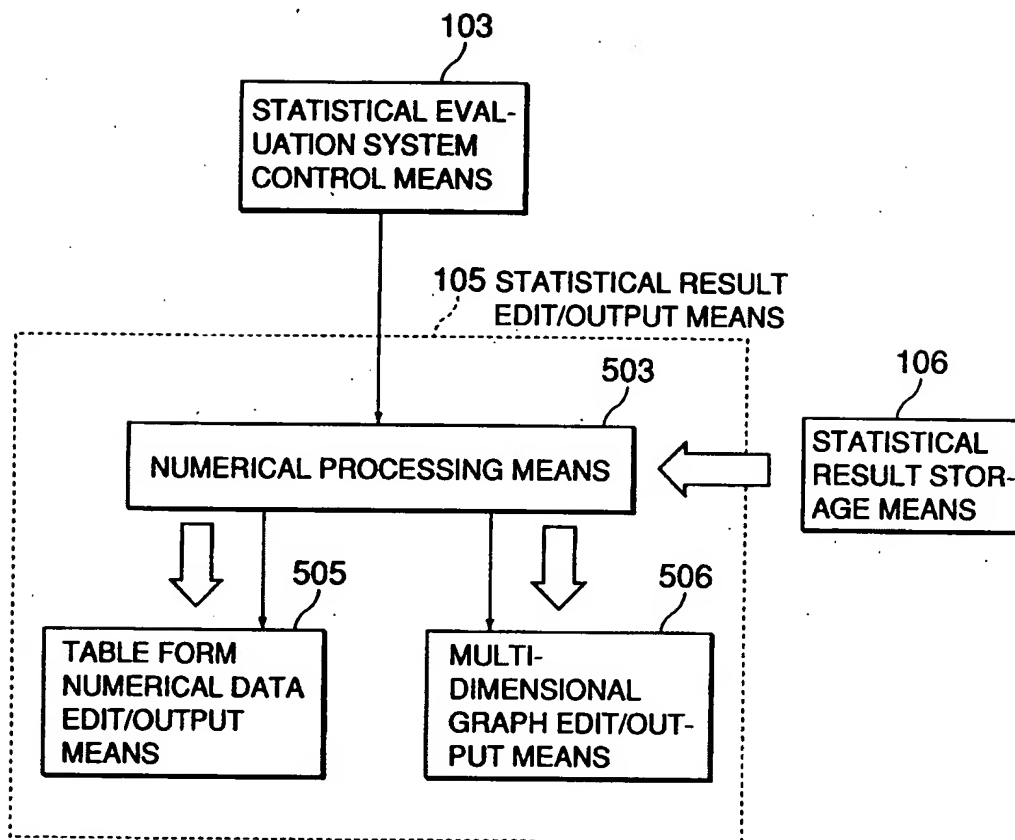 103
STATISTICAL EVAL-
UATION SYSTEM
CONTROL MEANS
105 STATISTICAL RESULT
EDIT/OUTPUT MEANS
503
NUMERICAL PROCESSING MEANS
106
STATISTICAL
RESULT STOR-
AGE MEANS
505
TABLE FORM
NUMERICAL DATA
EDIT/OUTPUT
MEANS
506
MULTI-
DIMENSIONAL
GRAPH EDIT/OUT-
PUT MEANS